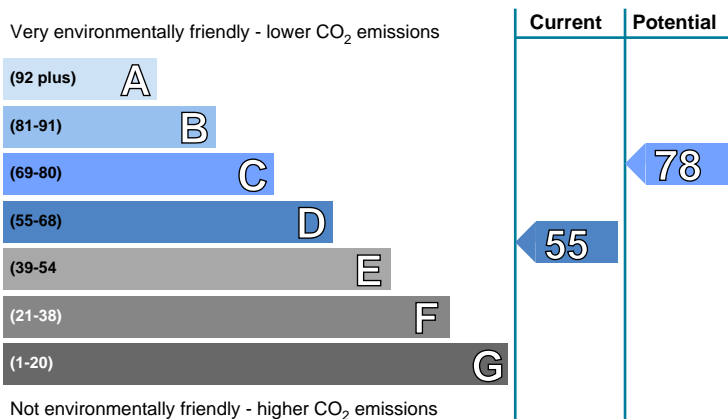 Very environmentally friendly - lower CO2 emissions
Current
Potential
(92 plus) A
(81-91) B
(69-80) C
(55-68) D
(39-54 E
(21-38) F
(1-20) G
78
55
Not environmentally friendly - higher CO2 emissions